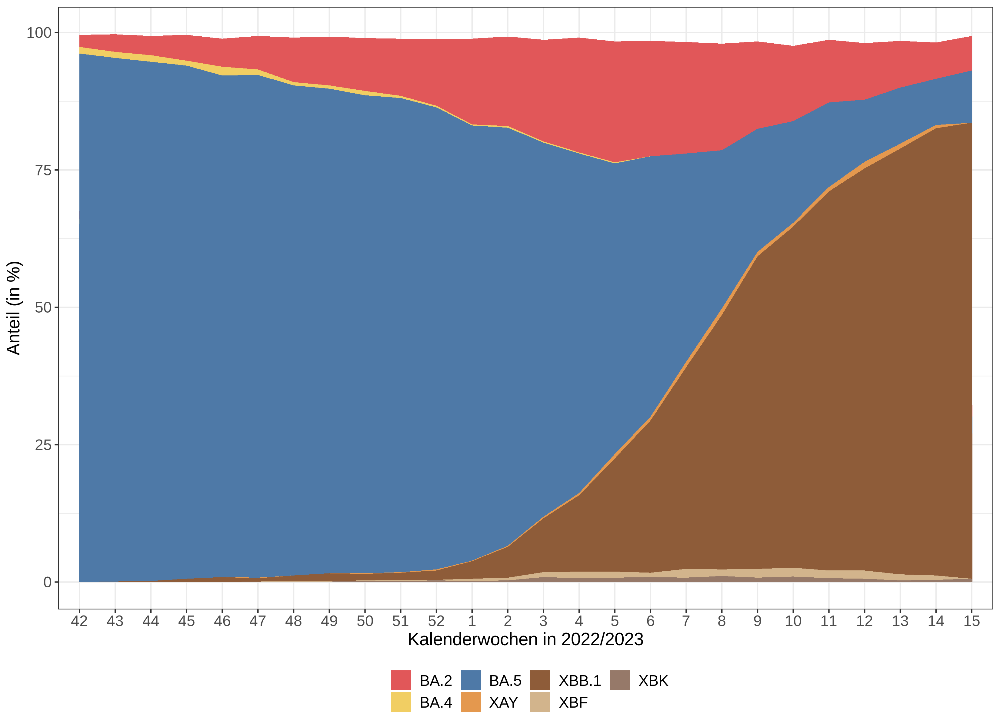 100
75
50
25
0
Anteil (in %)
42 43 44 45 46 47 48 49 50 51 52 1 2 3 4 5 6 7 8 9 10 11 12 13 14 15
Kalenderwochen in 2022/2023
BA.2 BA.5 XBB.1 XBK
BA.4 XAY XBF